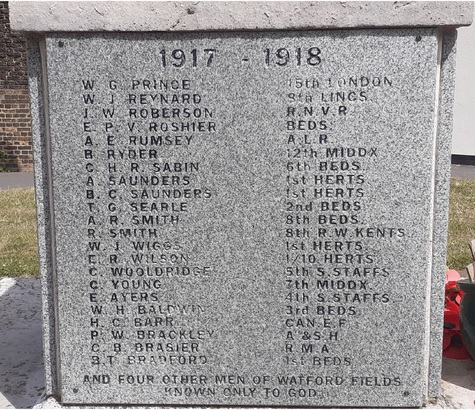 1917 - 1918
W. G. PRINCE 15th LONDON
W. J. REYNARD 9th LINCS.
J. W. ROBERSON R.N.V.R.
E. P. V. ROSHIER BEDS.
A. E. RUMSEY A.L.R.
B. RYDER 12th MIDDX.
C. H. R. SABIN 6th BEDS.
A. SAUNDERS 1st HERTS.
B. C. SAUNDERS 1st HERTS.
T. G. SEARLE 2nd BEDS.
A. R. SMITH 8th BEDS.
R. SMITH 8th R.W. KENTS.
W. J. WIGGS 1st HERTS.
E. R. WILSON 1/10 HERTS.
C. WOOLDRIDGE 5th S. STAFFS.
C. YOUNG 7th MIDDX.
E. AYERS 4th S. STAFFS.
W. H. BALDWIN 3rd BEDS.
H. C. BARR CAN. E.F.
P. W. BRACKLEY A & S.H.
C. B. BRASIER R.M.A.
B.T. BRADFORD 1st BEDS.
AND FOUR OTHER MEN OF WATFORD FIELDS
KNOWN ONLY TO GOD.